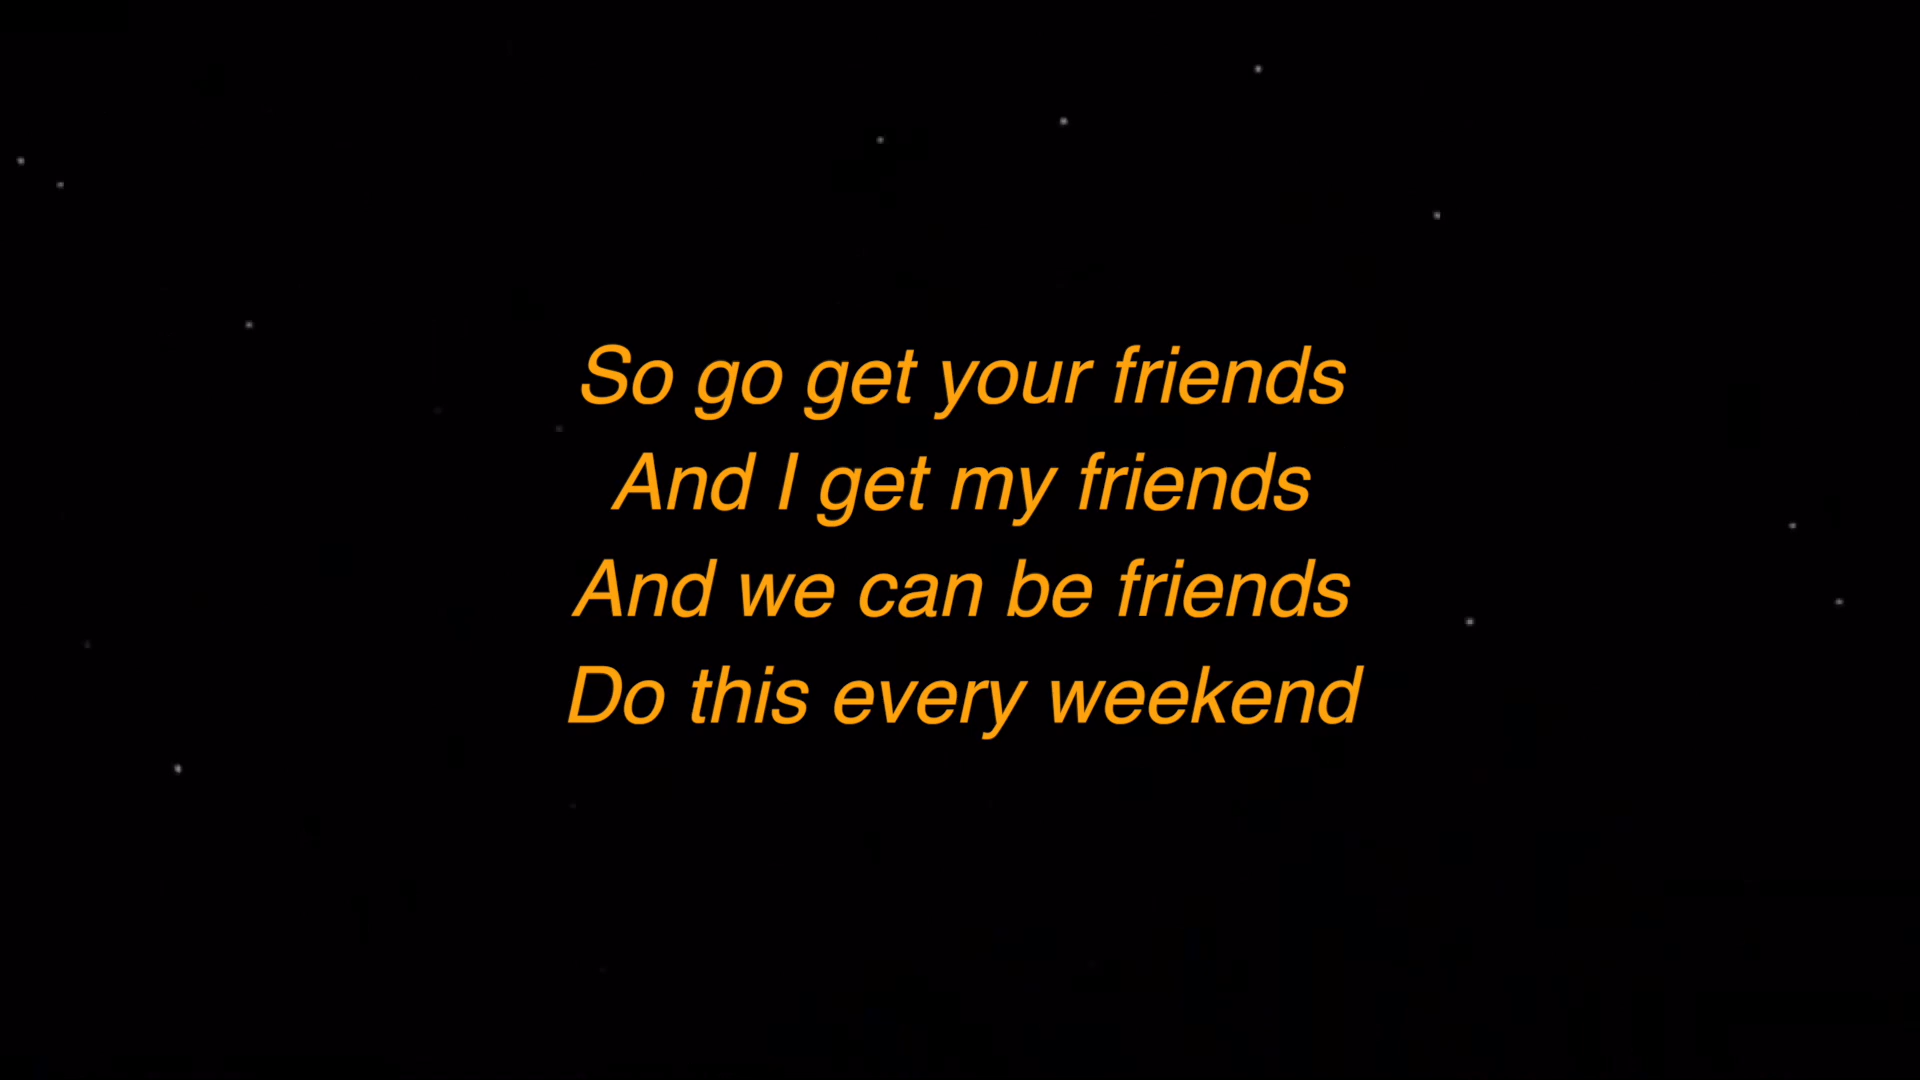 So go get your friends
And I get my friends
And we can be friends
Do this every weekend